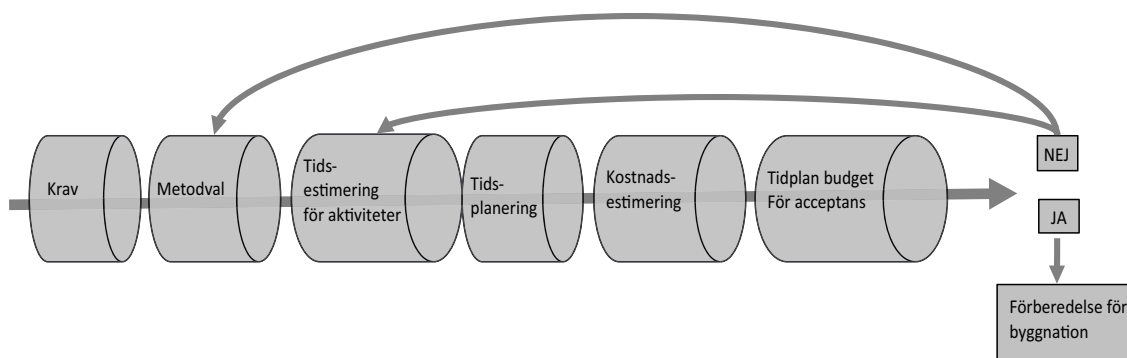 Krav
Metodval
Tids-
estimering
för aktiviteter
Tids-
planering
Kostnads-
estimering
Tidplan budget
För acceptans
NEJ
JA
Förberedelse för
byggnation